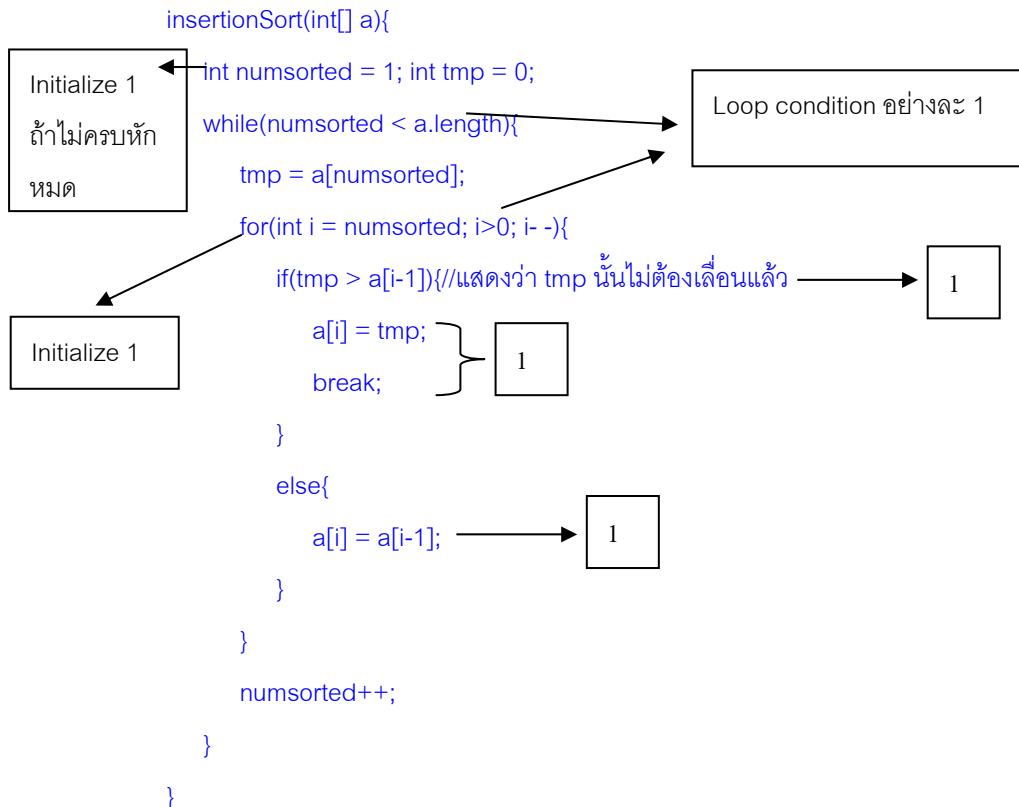 insertionSort(int[] a){
int numsorted = 1; int tmp = 0;
Initialize 1
ถ้าไม่ครบหัก
หมด
while(numsorted < a.length){
Loop condition อย่างละ 1
tmp = a[numsorted];
for(int i = numsorted; i>0; i- -){
if(tmp > a[i-1]){//แสดงว่า tmp นั้นไม่ต้องเลื่อนแล้ว
1
Initialize 1
a[i] = tmp;
break;
1
}
else{
a[i] = a[i-1];
1
}
}
numsorted++;
}
}